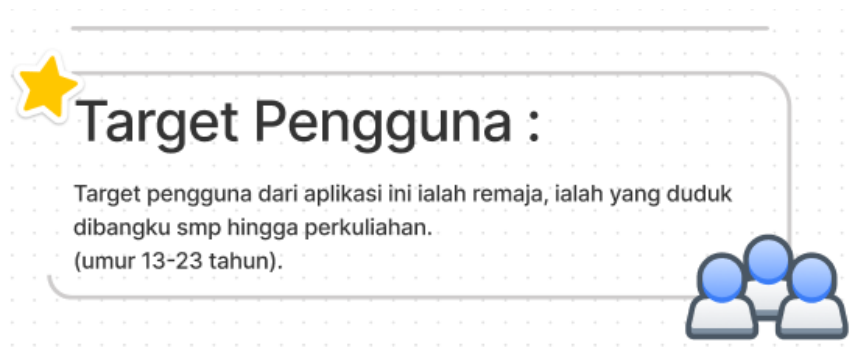 Target Pengguna :
Target pengguna dari aplikasi ini ialah remaja, ialah yang duduk
dibangku smp hingga perkuliahan.
(umur 13-23 tahun).